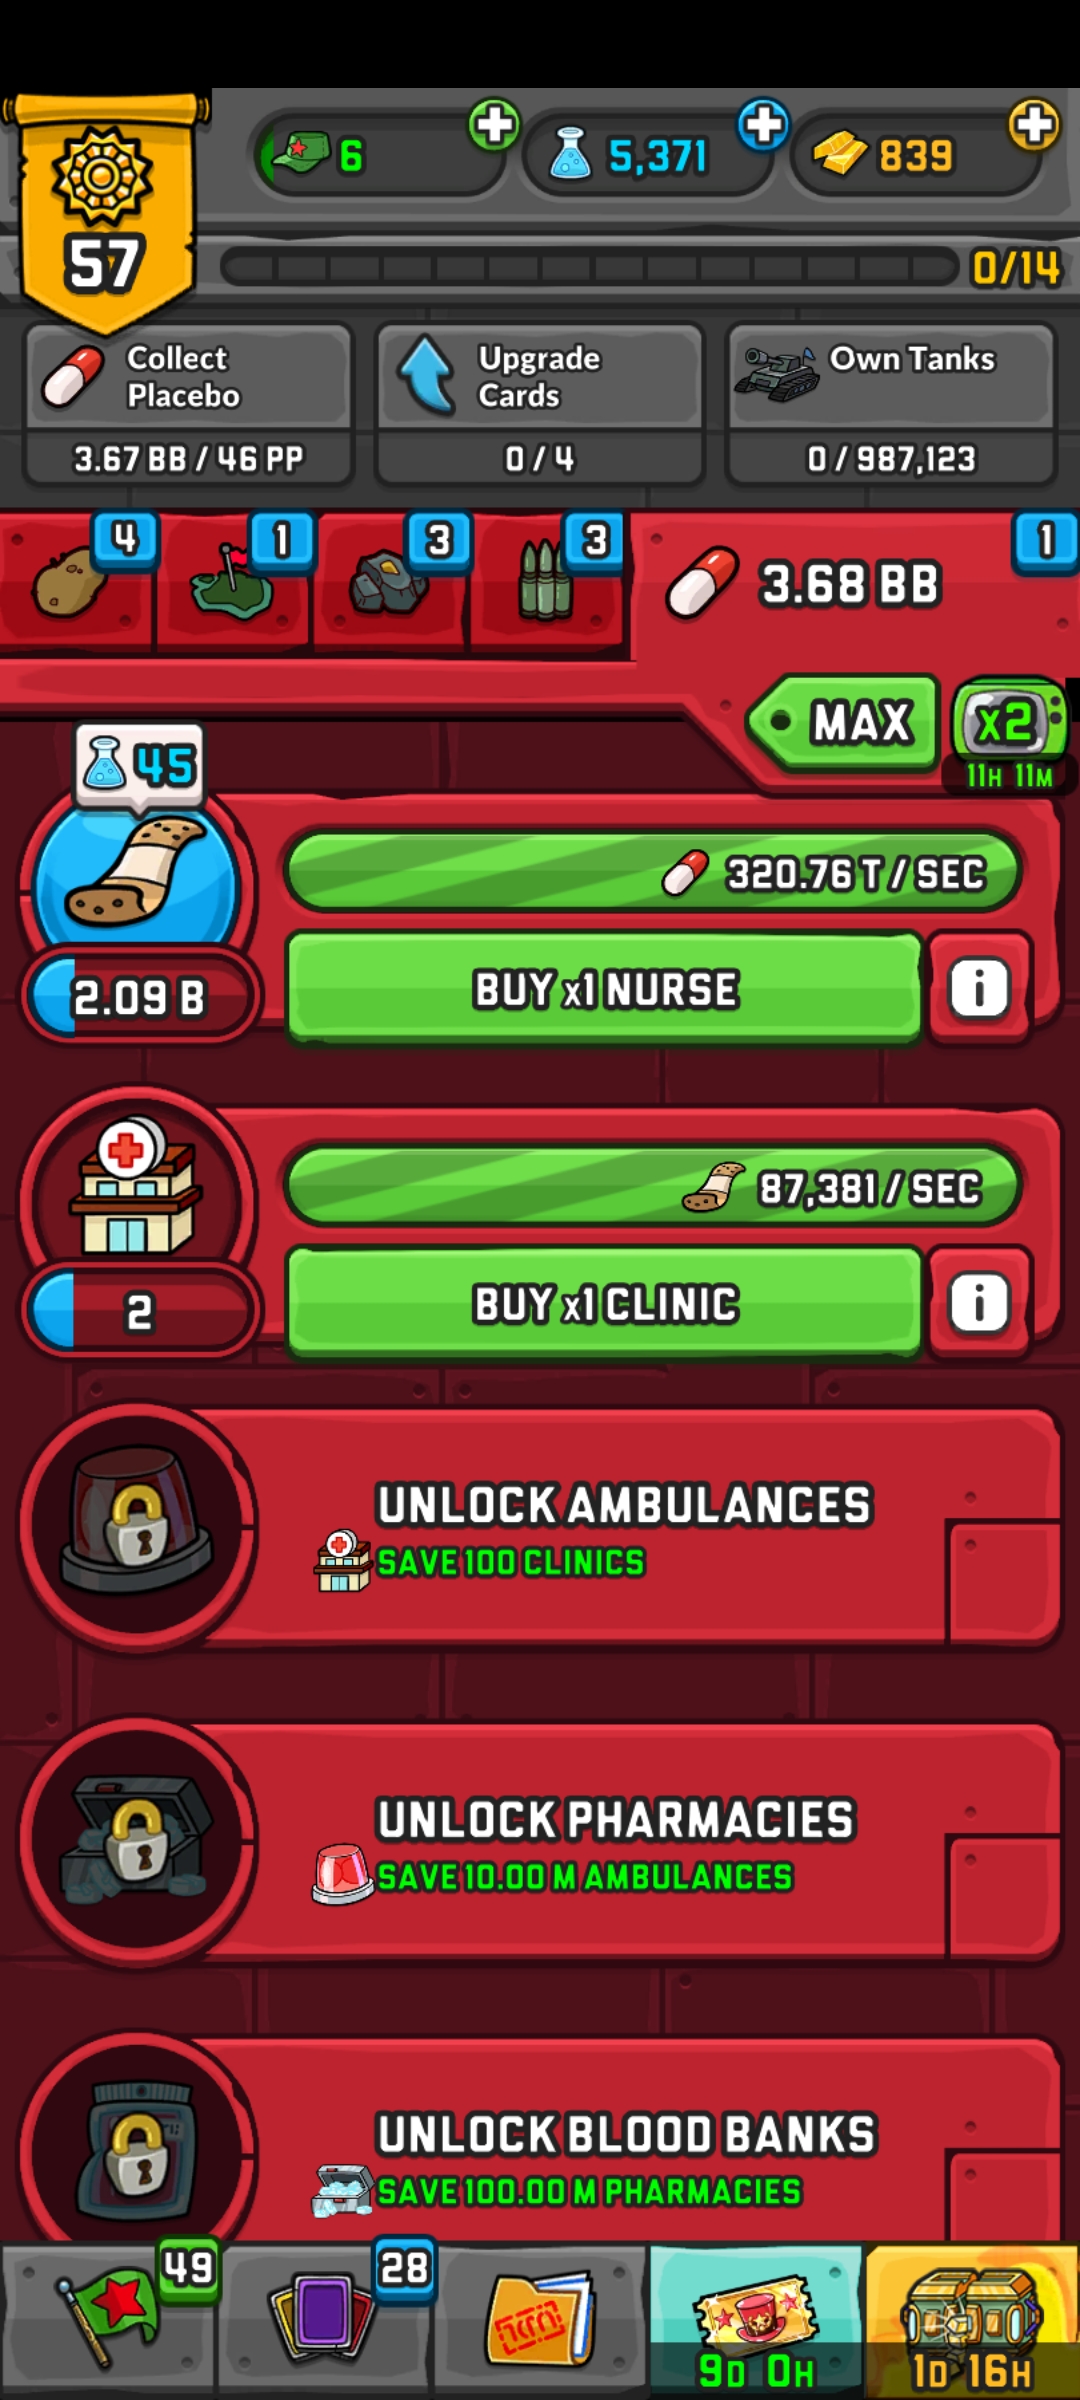 6
5,371
839
57
0/14
Collect
Placebo
3.67 BB / 46 PP
Upgrade
Cards
0 / 4
Own Tanks
0 / 987,123
4
1
3
3
3.68 BB
1
MAX
x2
11H 11M
45
320.76 T / SEC
2.09 B
BUY x1 NURSE
i
87,381 / SEC
2
BUY x1 CLINIC
i
UNLOCK AMBULANCES
SAVE 100 CLINICS
UNLOCK PHARMACIES
SAVE 10.00 M AMBULANCES
UNLOCK BLOOD BANKS
SAVE 100.00 M PHARMACIES
49
28
9D 0H
1D 16H